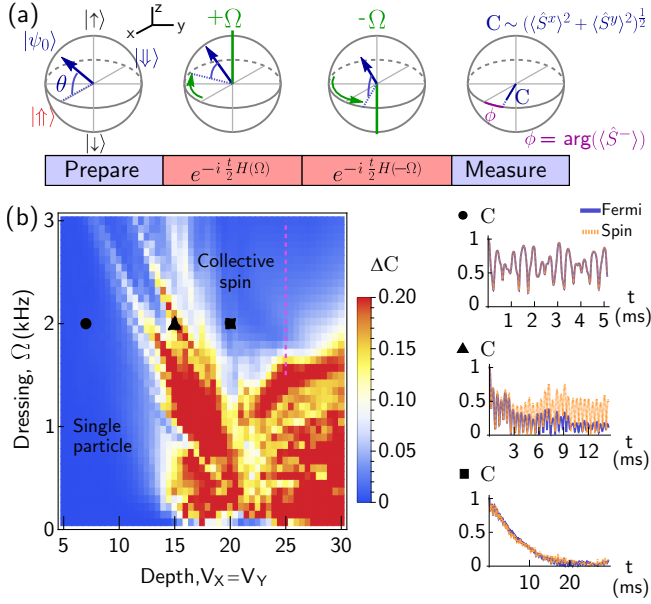 (a)
z
x y
|ψ0⟩ |↑⟩ +Ω -Ω C ∼ (⟨Ŝˣ⟩² + ⟨Ŝʸ⟩²)^½
|⇓⟩
θ
C
|⇑⟩ ϕ
|↓⟩ ϕ = arg(⟨Ŝ⁻⟩)
Prepare e^{-i t/2 H(Ω)} e^{-i t/2 H(-Ω)} Measure
(b)
Dressing, Ω (kHz)
3
2
1
0
5 10 15 20 25 30
Depth,V_X=V_Y
Collective
spin
Single
particle
ΔC
0.20
0.15
0.10
0.05
0
● C
Fermi
Spin
1
0.5
1 2 3 4 5
t
(ms)
▲ C
1
0.5
3 6 9 12
t
(ms)
■ C
1
0.5
0
10 20
t
(ms)